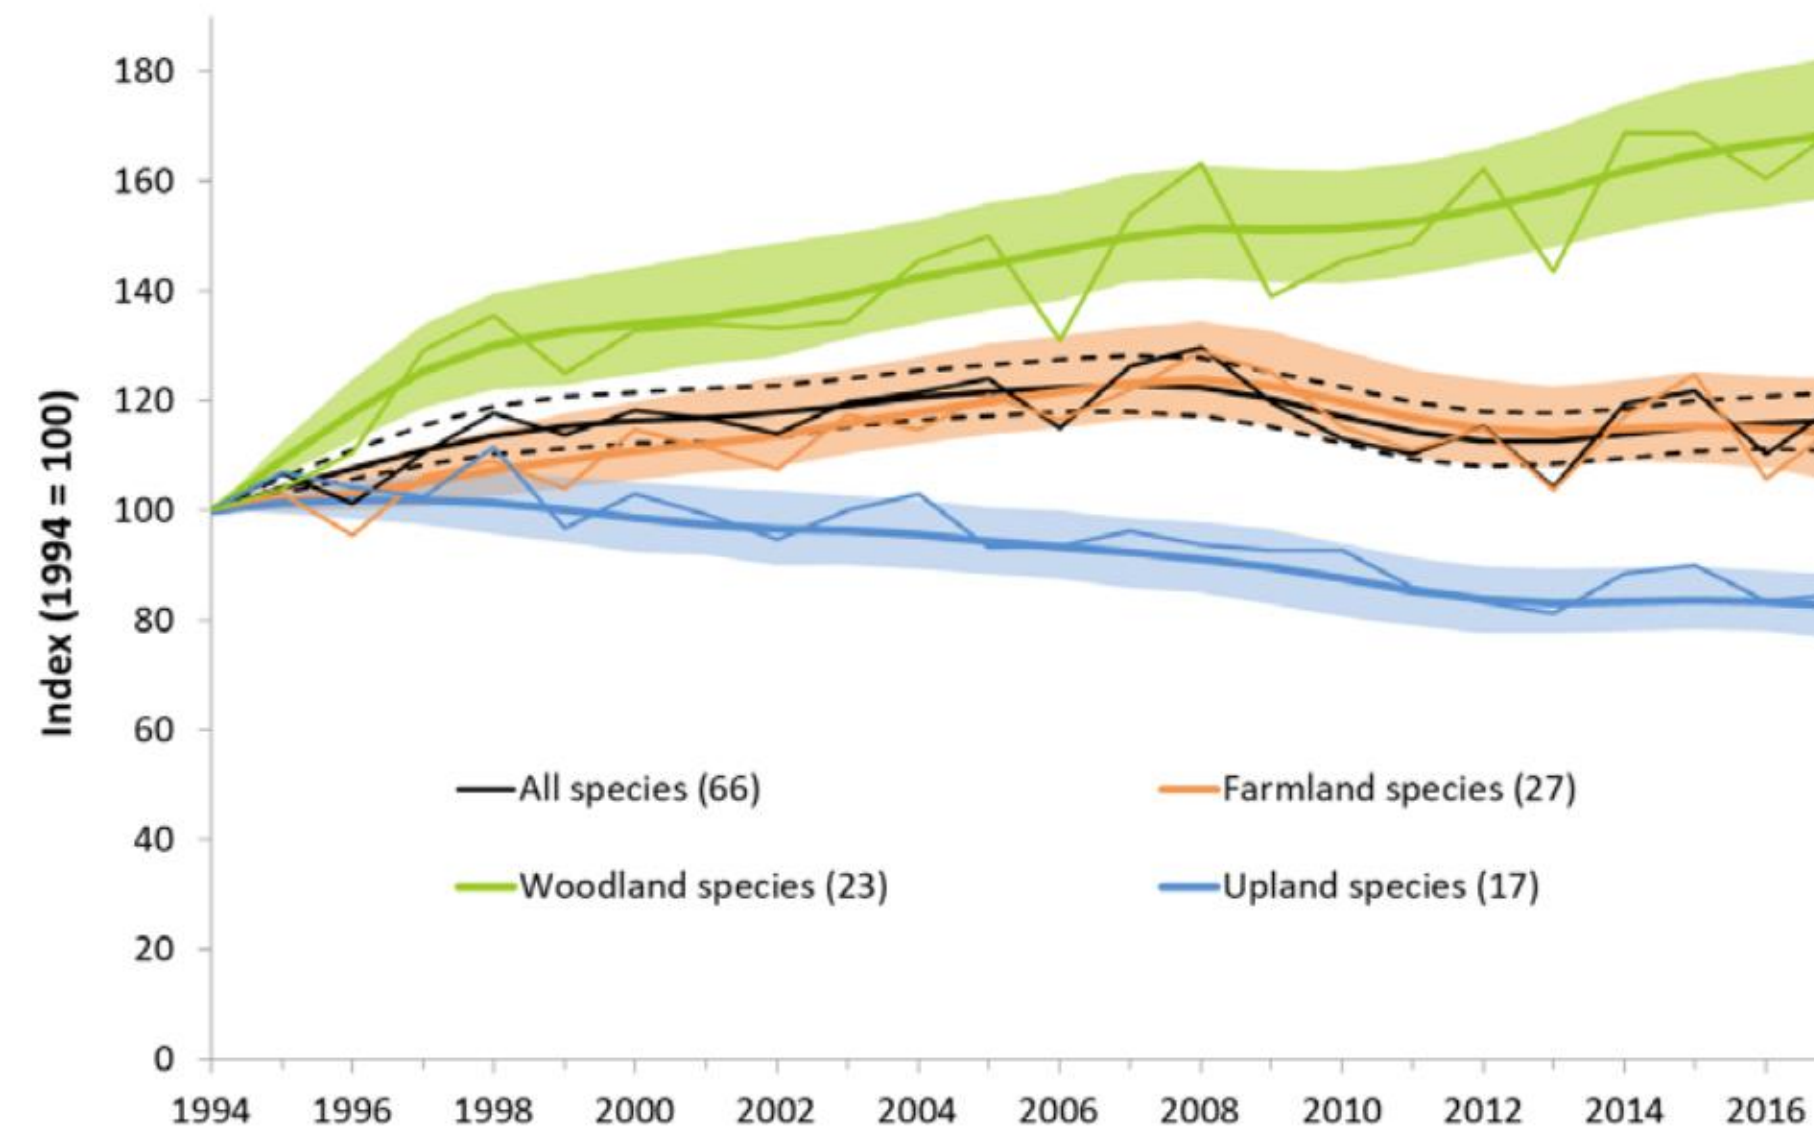 Index (1994 = 100)
180
160
140
120
100
80
60
40
20
0
All species (66)
Farmland species (27)
Woodland species (23)
Upland species (17)
1994 1996 1998 2000 2002 2004 2006 2008 2010 2012 2014 2016